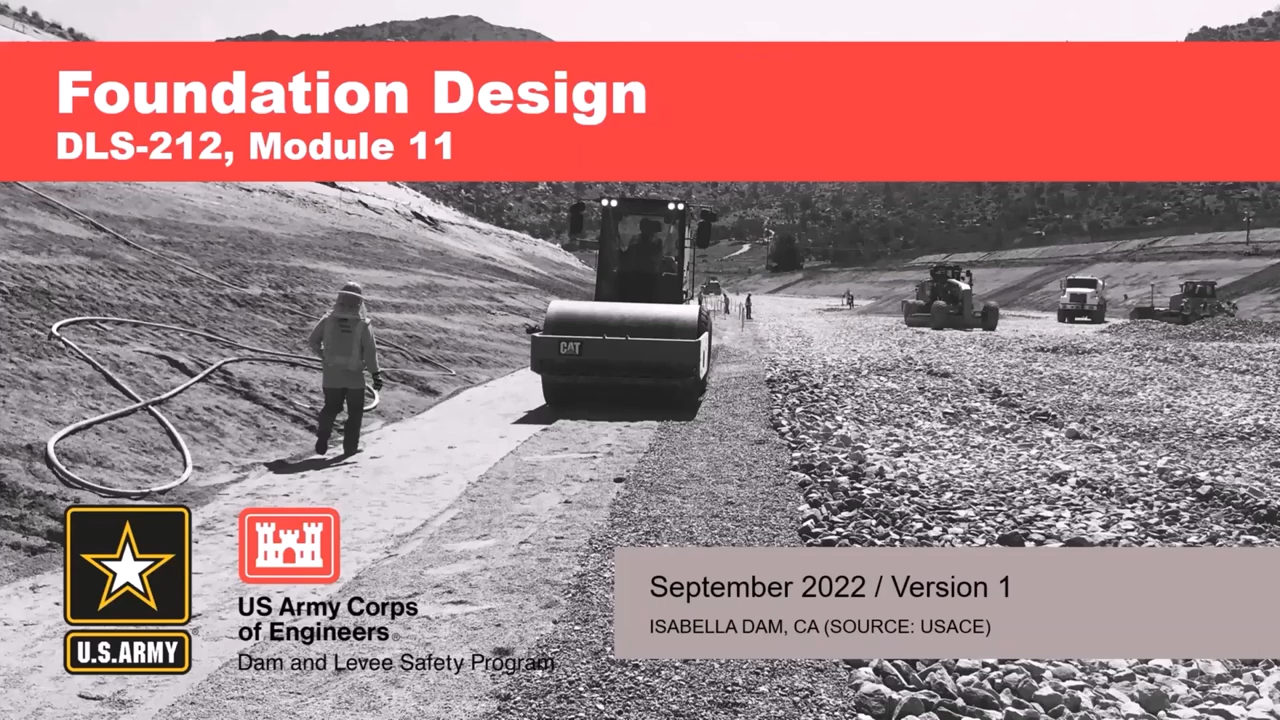 Foundation Design
DLS-212, Module 11
CAT
September 2022 / Version 1
ISABELLA DAM, CA (SOURCE: USACE)
U.S.ARMY
US Army Corps
of Engineers®
Dam and Levee Safety Program